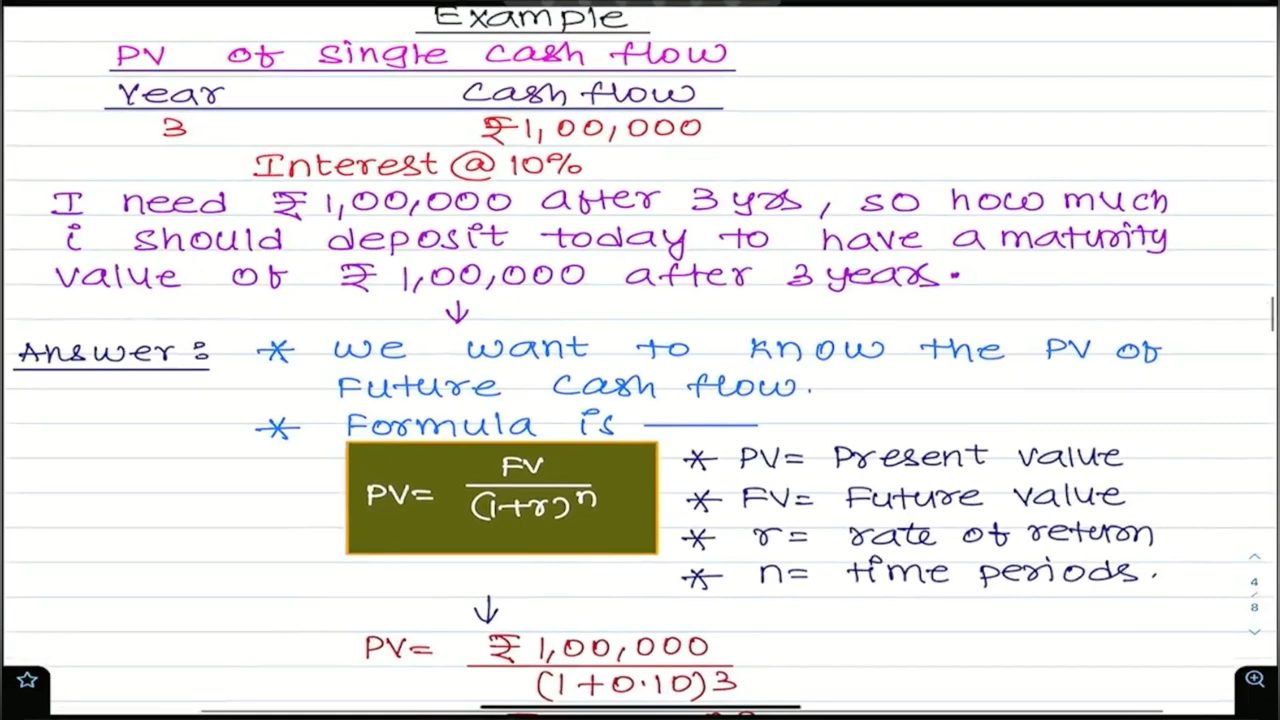 Example
PV of single cash flow
Year Cash flow
3 ₹1,00,000
Interest @ 10%
I need ₹1,00,000 after 3 yrs, so how much
i should deposit today to have a maturity
value of ₹1,00,000 after 3 years.
↓
Answer: * We want to know the PV of
Future cash flow.
* Formula is ———
PV= FV
(1+r)^n
* PV= Present value
* FV= Future value
* r= rate of return
* n= time periods.
↓
PV= ₹1,00,000
(1+0.10)3
4
/
8